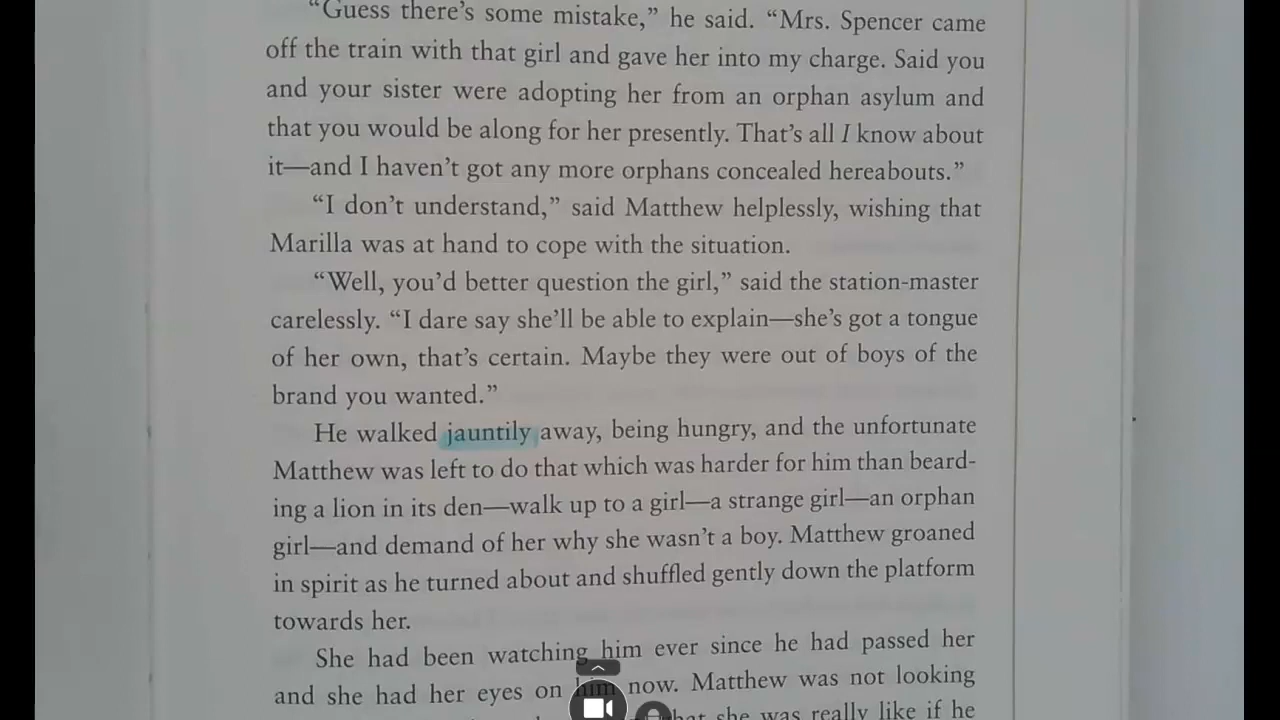 “Guess there’s some mistake,” he said. “Mrs. Spencer came
off the train with that girl and gave her into my charge. Said you
and your sister were adopting her from an orphan asylum and
that you would be along for her presently. That’s all I know about
it—and I haven’t got any more orphans concealed hereabouts.”
“I don’t understand,” said Matthew helplessly, wishing that
Marilla was at hand to cope with the situation.
“Well, you’d better question the girl,” said the station-master
carelessly. “I dare say she’ll be able to explain—she’s got a tongue
of her own, that’s certain. Maybe they were out of boys of the
brand you wanted.”
He walked jauntily away, being hungry, and the unfortunate
Matthew was left to do that which was harder for him than beard-
ing a lion in its den—walk up to a girl—a strange girl—an orphan
girl—and demand of her why she wasn’t a boy. Matthew groaned
in spirit as he turned about and shuffled gently down the platform
towards her.
She had been watching him ever since he had passed her
and she had her eyes on him now. Matthew was not looking
she was really like if he